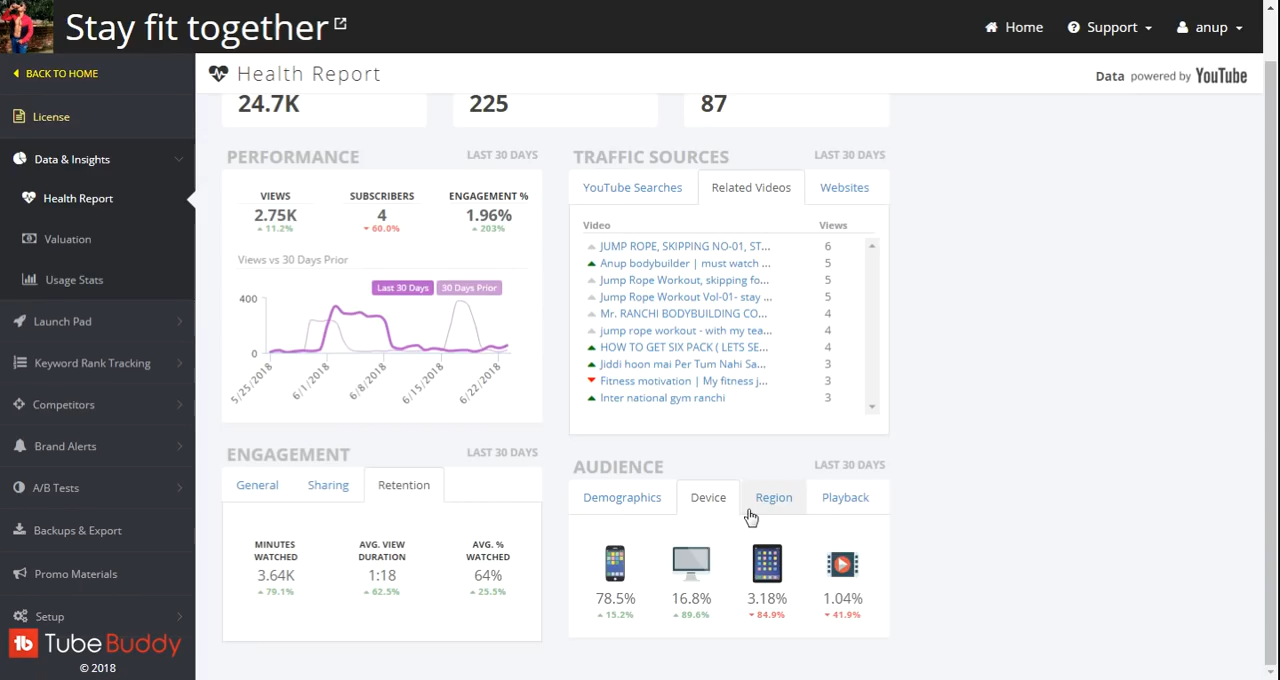 Stay fit together
Home
Support
anup
BACK TO HOME
License
Data & Insights
Health Report
Valuation
Usage Stats
Launch Pad
Keyword Rank Tracking
Competitors
Brand Alerts
A/B Tests
Backups & Export
Promo Materials
Setup
TubeBuddy
© 2018
Health Report
Data powered by YouTube
24.7K
225
87
PERFORMANCE
LAST 30 DAYS
VIEWS
SUBSCRIBERS
ENGAGEMENT %
2.75K
4
1.96%
11.2%
60.0%
203%
Views vs 30 Days Prior
Last 30 Days
30 Days Prior
400
0
5/25/2018
6/1/2018
6/8/2018
6/15/2018
6/22/2018
TRAFFIC SOURCES
LAST 30 DAYS
YouTube Searches
Related Videos
Websites
Video
Views
JUMP ROPE, SKIPPING NO-01, ST... 6
Anup bodybuilder | must watch ... 5
Jump Rope Workout, skipping fo... 5
Jump Rope Workout Vol-01- stay ... 5
Mr. RANCHI BODYBUILDING CO... 4
jump rope workout - with my tea... 4
HOW TO GET SIX PACK ( LETS SE... 4
Jiddi hoon mai Per Tum Nahi Sa... 3
Fitness motivation | My fitness j... 3
Inter national gym ranchi 3
ENGAGEMENT
LAST 30 DAYS
General
Sharing
Retention
MINUTES WATCHED
AVG. VIEW DURATION
AVG. % WATCHED
3.64K
1:18
64%
79.1%
62.5%
25.5%
AUDIENCE
LAST 30 DAYS
Demographics
Device
Region
Playback
78.5%
16.8%
3.18%
1.04%
15.2%
89.6%
84.9%
41.9%